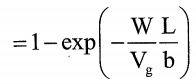 = 1 − exp(−W/V_g L/b)